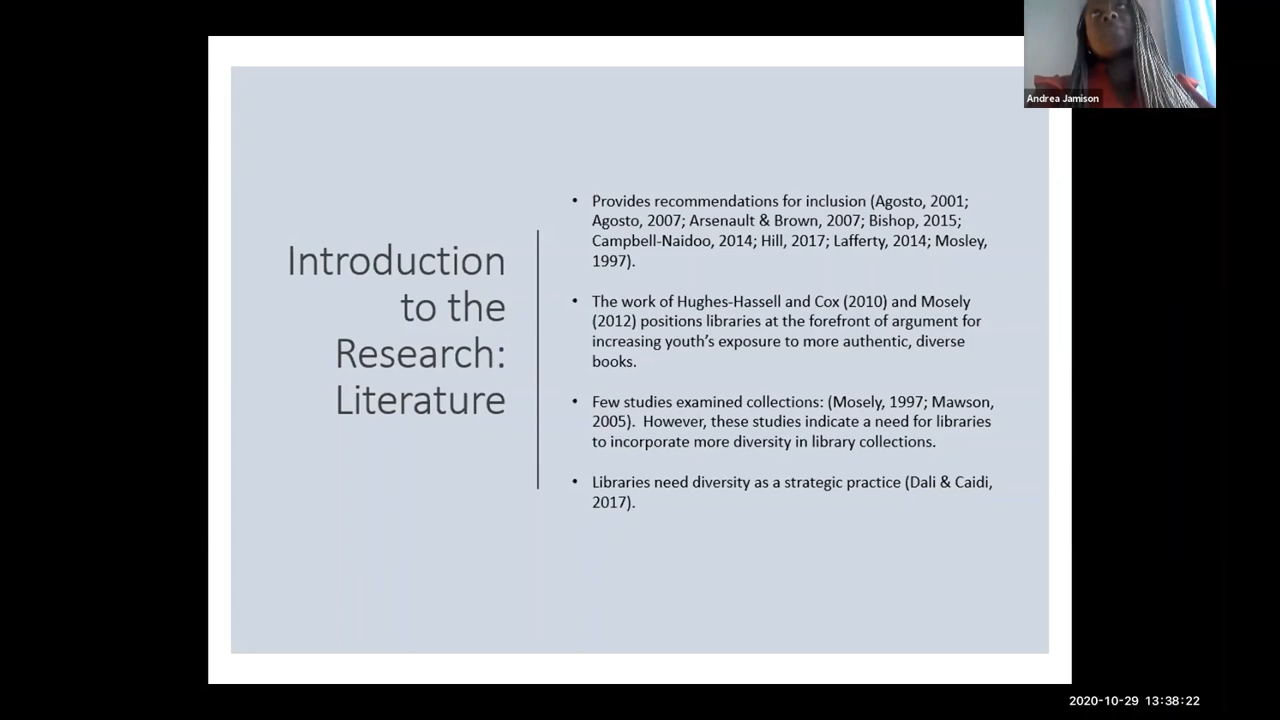 Andrea Jamison
Introduction
to the
Research:
Literature
• Provides recommendations for inclusion (Agosto, 2001;
Agosto, 2007; Arsenault & Brown, 2007; Bishop, 2015;
Campbell-Naidoo, 2014; Hill, 2017; Lafferty, 2014; Mosley,
1997).
• The work of Hughes-Hassell and Cox (2010) and Mosely
(2012) positions libraries at the forefront of argument for
increasing youth’s exposure to more authentic, diverse
books.
• Few studies examined collections: (Mosely, 1997; Mawson,
2005).  However, these studies indicate a need for libraries
to incorporate more diversity in library collections.
• Libraries need diversity as a strategic practice (Dali & Caidi,
2017).
2020-10-29 13:38:22